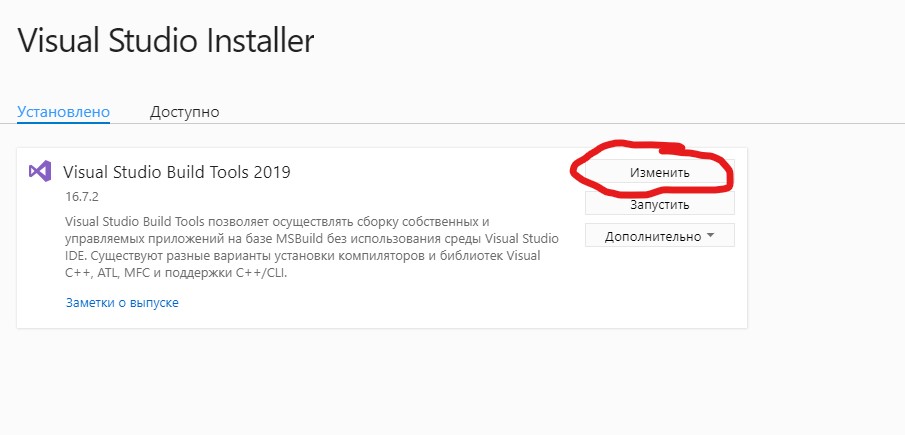 Visual Studio Installer
Установлено Доступно
Visual Studio Build Tools 2019
16.7.2
Visual Studio Build Tools позволяет осуществлять сборку собственных и
управляемых приложений на базе MSBuild без использования среды Visual Studio
IDE. Существуют разные варианты установки компиляторов и библиотек Visual
C++, ATL, MFC и поддержки C++/CLI.
Заметки о выпуске
Изменить
Запустить
Дополнительно